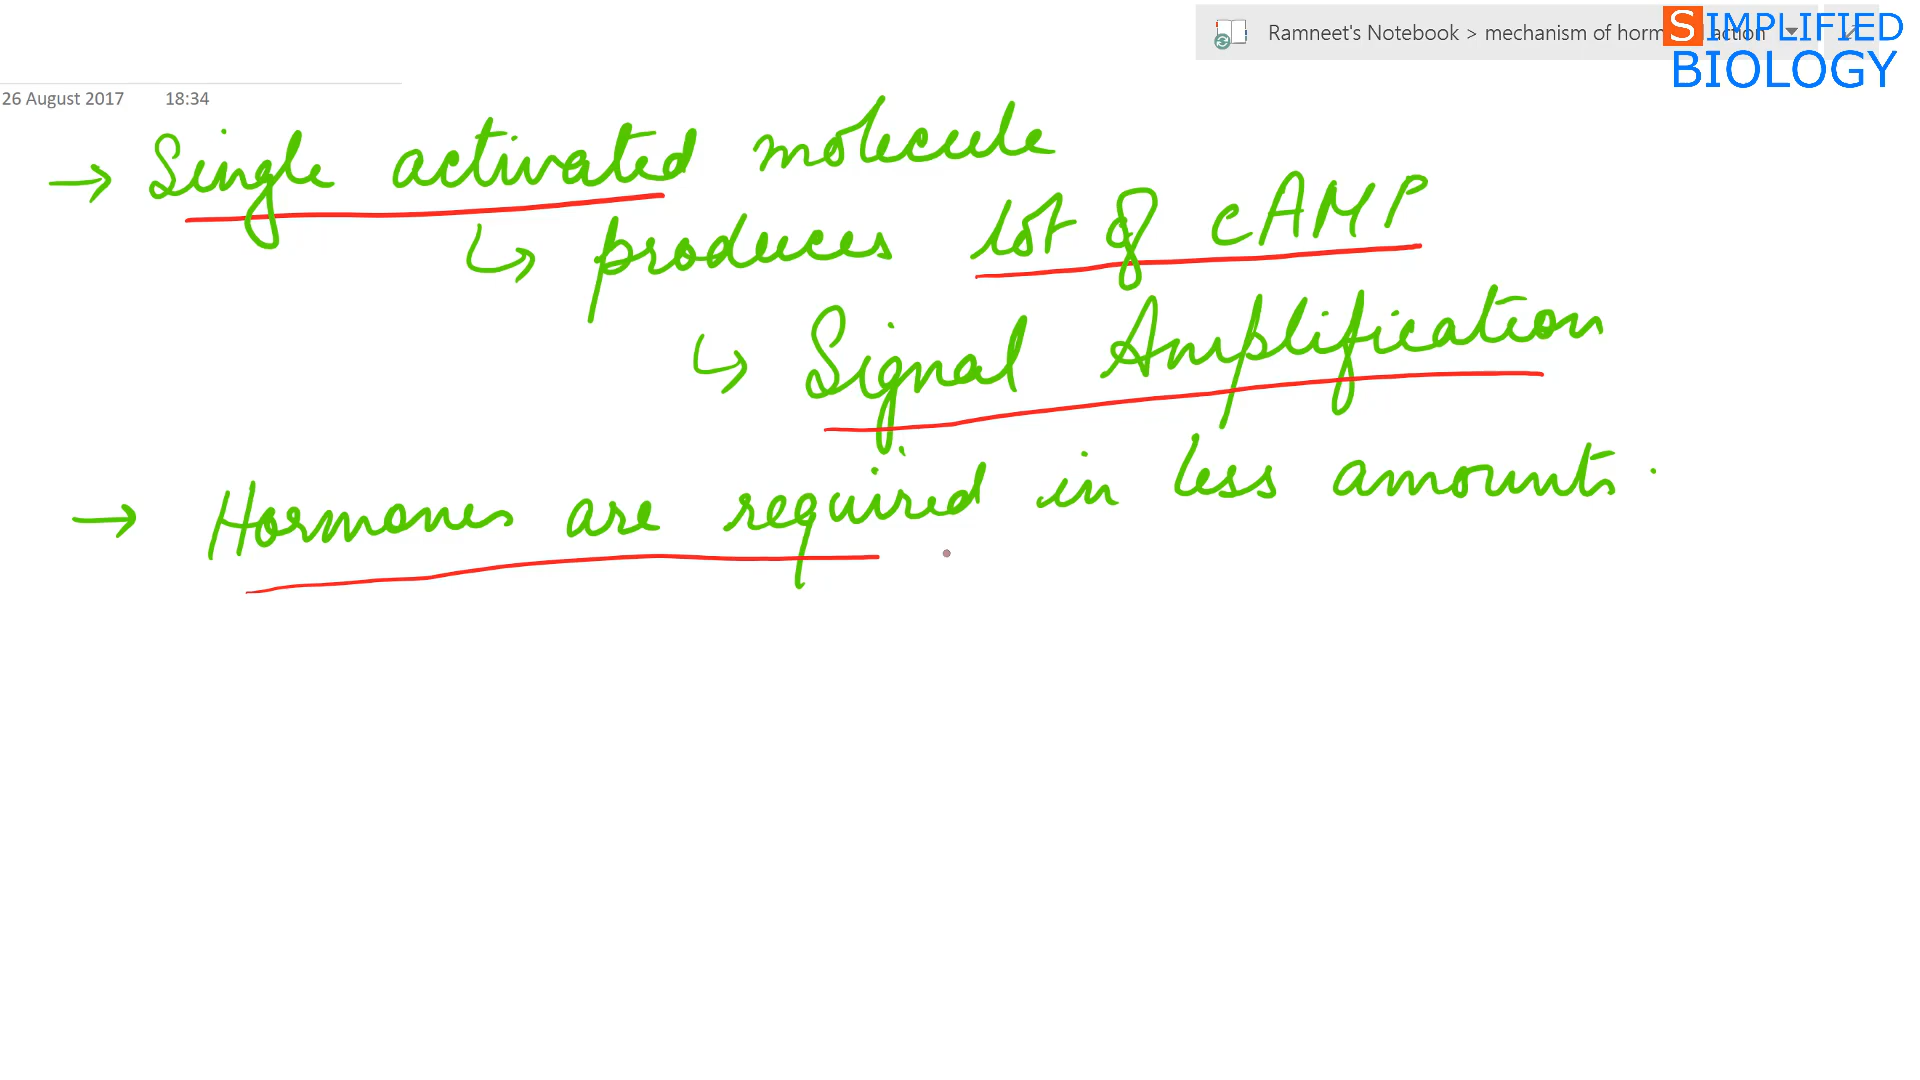 Ramneet's Notebook > mechanism of horm action
SIMPLIFIED
BIOLOGY
26 August 2017 18:34
→ Single activated molecule
↳ produces lot of cAMP
↳ Signal Amplification
→ Hormones are required in less amounts.